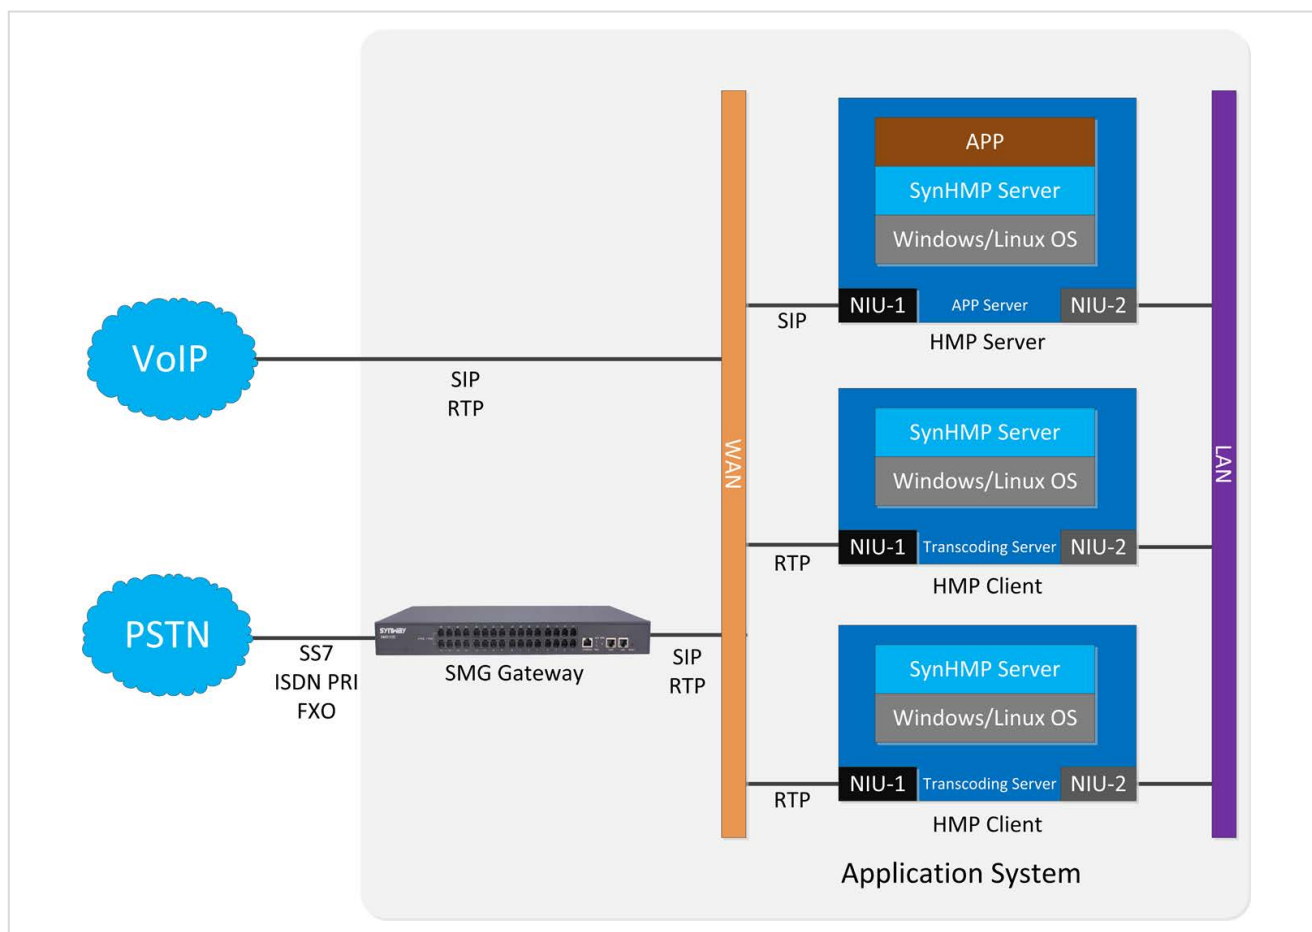 APP
SynHMP Server
Windows/Linux OS
NIU-1
APP Server
NIU-2
SIP
HMP Server
VoIP
SIP
RTP
WAN
LAN
SynHMP Server
Windows/Linux OS
NIU-1
Transcoding Server
NIU-2
RTP
HMP Client
PSTN
SS7
ISDN PRI
FXO
SYNWAY
SMG Gateway
SIP
RTP
SynHMP Server
Windows/Linux OS
NIU-1
Transcoding Server
NIU-2
RTP
HMP Client
Application System